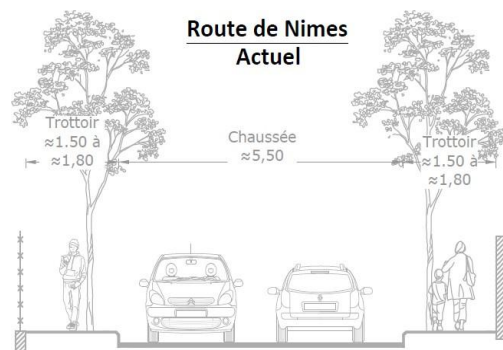 Route de Nimes
Actuel
Trottoir
≈1.50 à
≈1,80
Chaussée
≈5,50
Trottoir
≈1.50 à
≈1,80